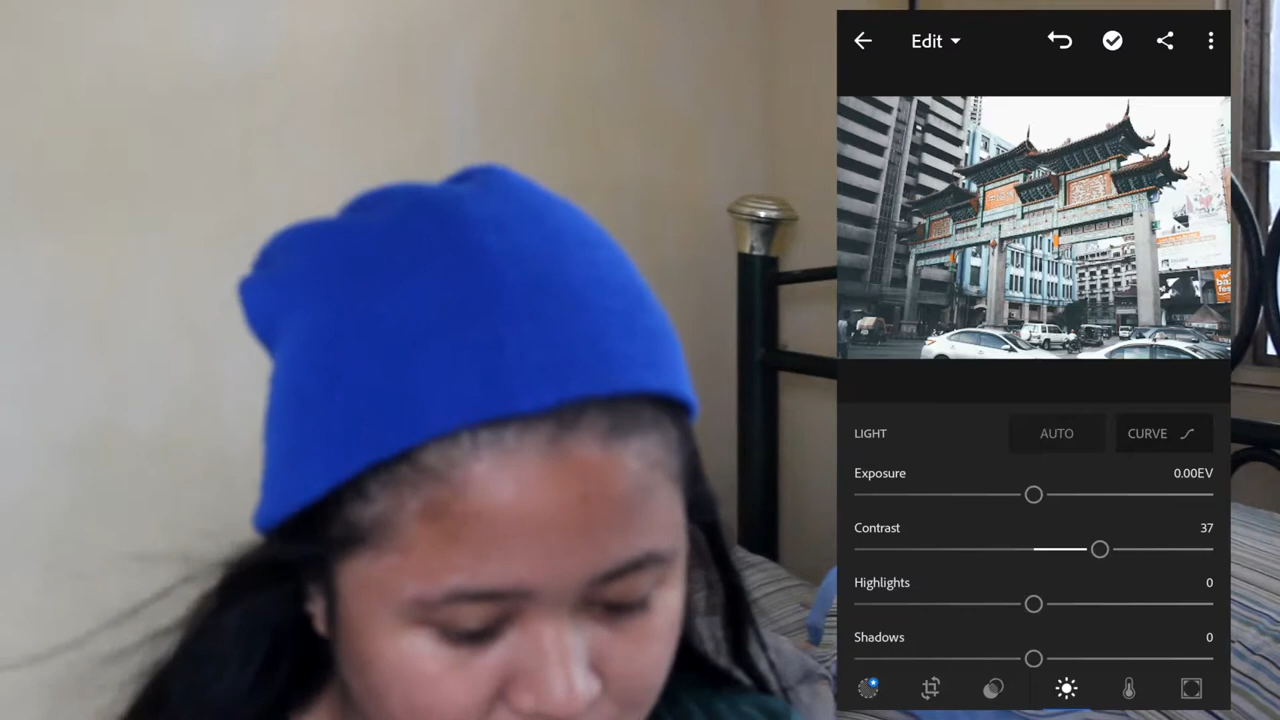 Edit
LIGHT
AUTO
CURVE
Exposure
0.00EV
Contrast
37
Highlights
0
Shadows
0